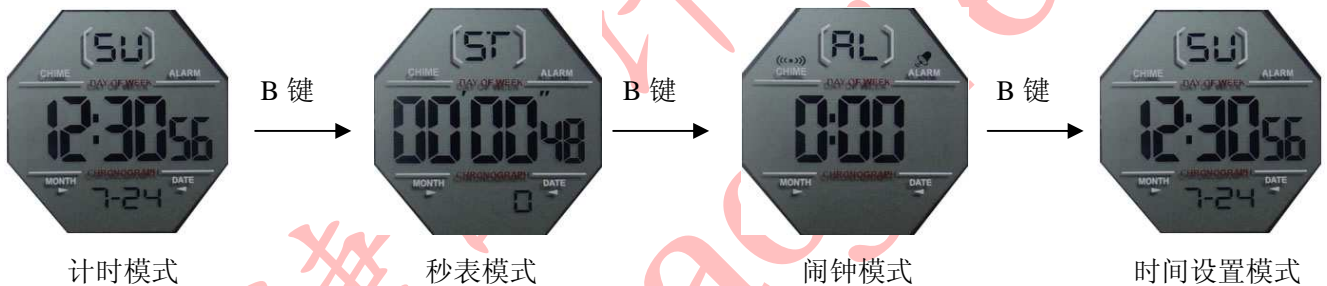 SU
CHIME DAY OF WEEK ALARM
12:30 56
CHRONOGRAPH
MONTH DATE
7-24
B 键
ST
CHIME DAY OF WEEK ALARM
00'00"48
CHRONOGRAPH
MONTH DATE
0
B 键
AL
CHIME DAY OF WEEK ALARM
0:00
CHRONOGRAPH
MONTH DATE
B 键
SU
CHIME DAY OF WEEK ALARM
12:30 56
CHRONOGRAPH
MONTH DATE
7-24
计时模式
秒表模式
闹钟模式
时间设置模式